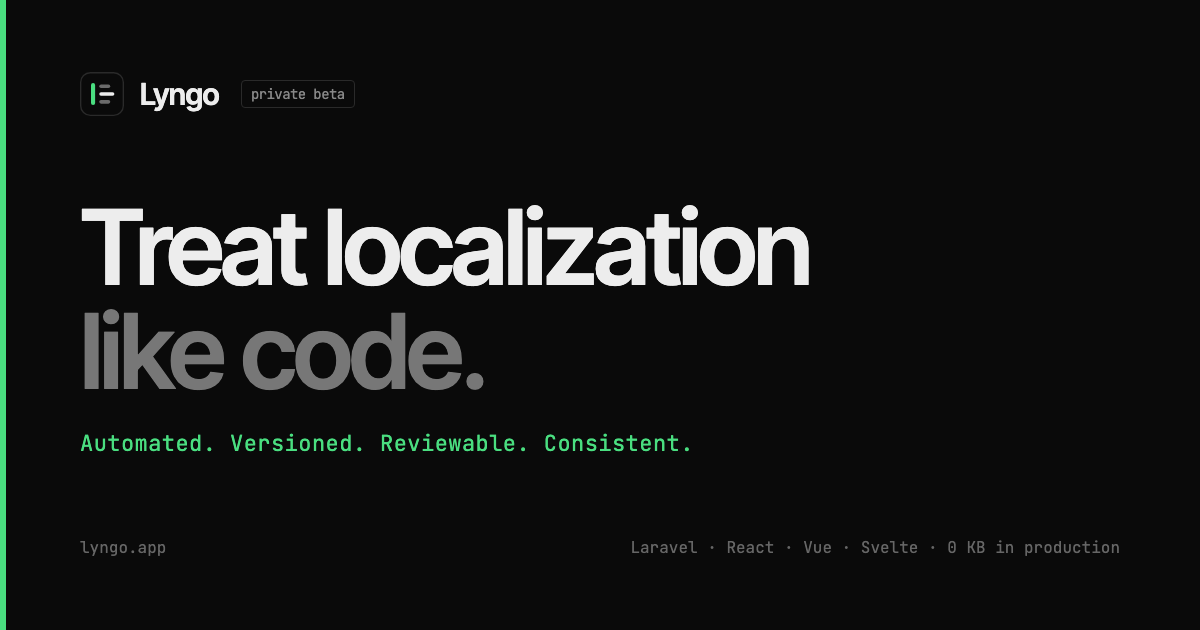 Lyngo
private beta
Treat localization
like code.
Automated. Versioned. Reviewable. Consistent.
lyngo.app
Laravel · React · Vue · Svelte · 0 KB in production